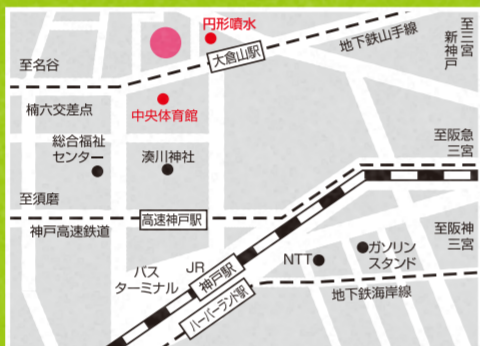 円形噴水
至三宮
新神戸
地下鉄山手線
大倉山駅
至名谷
楠六交差点
中央体育館
至阪急
三宮
総合福祉
センター
湊川神社
至須磨
高速神戸駅
神戸高速鉄道
至阪神
三宮
ガソリン
スタンド
NTT
バス
ターミナル
JR
神戸駅
ハーバーランド駅
地下鉄海岸線